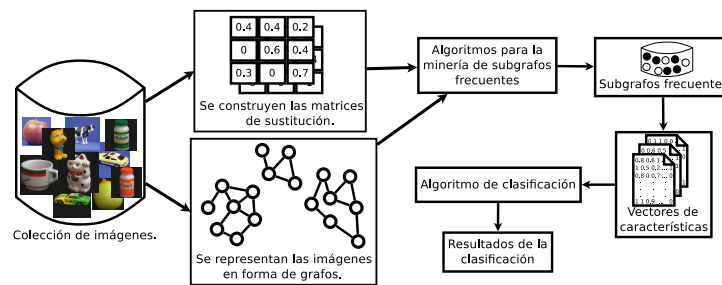 0.4 0.4 0.2
0 0.6 0.4
0.3 0 0.7
Se construyen las matrices
de sustitución.
Colección de imágenes.
Se representan las imágenes
en forma de grafos.
Algoritmos para la
minería de subgrafos
frecuentes
Subgrafos frecuente
Vectores de
características
Algoritmo de clasificación
Resultados de la
clasificación